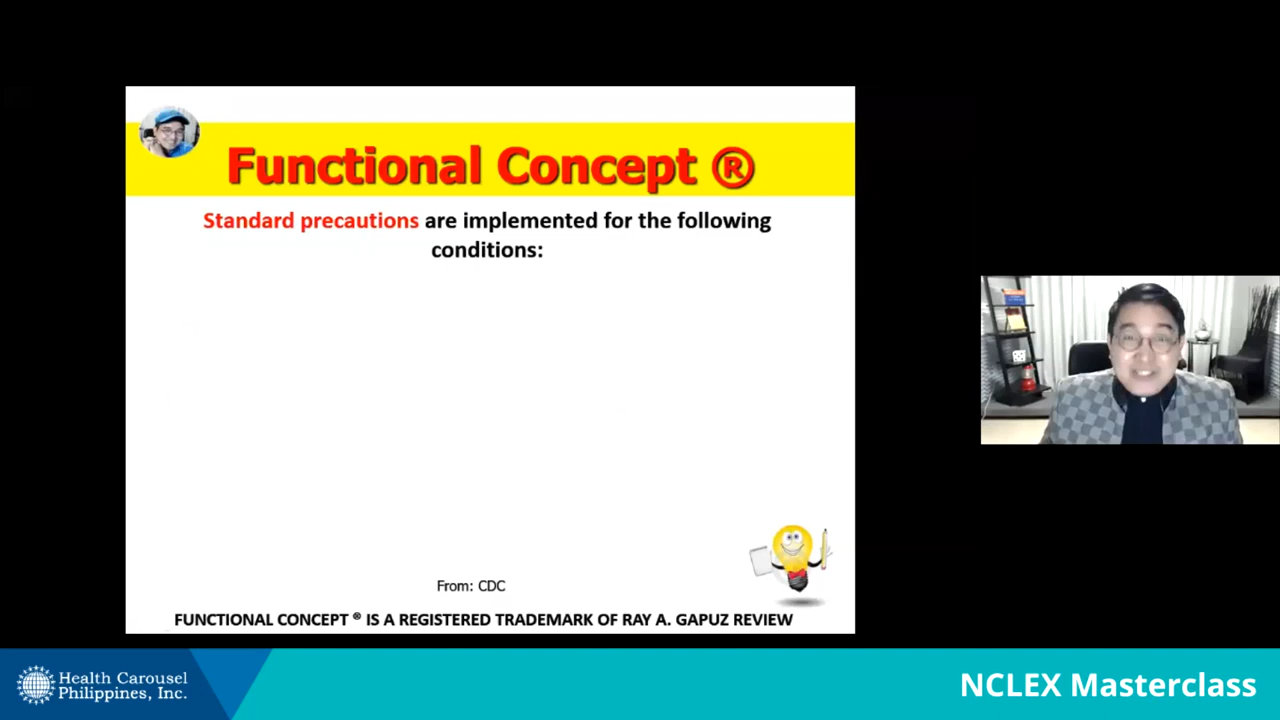 Functional Concept ®
Standard precautions are implemented for the following
conditions:
From: CDC
FUNCTIONAL CONCEPT ® IS A REGISTERED TRADEMARK OF RAY A. GAPUZ REVIEW
Health Carousel
Philippines, Inc.
NCLEX Masterclass